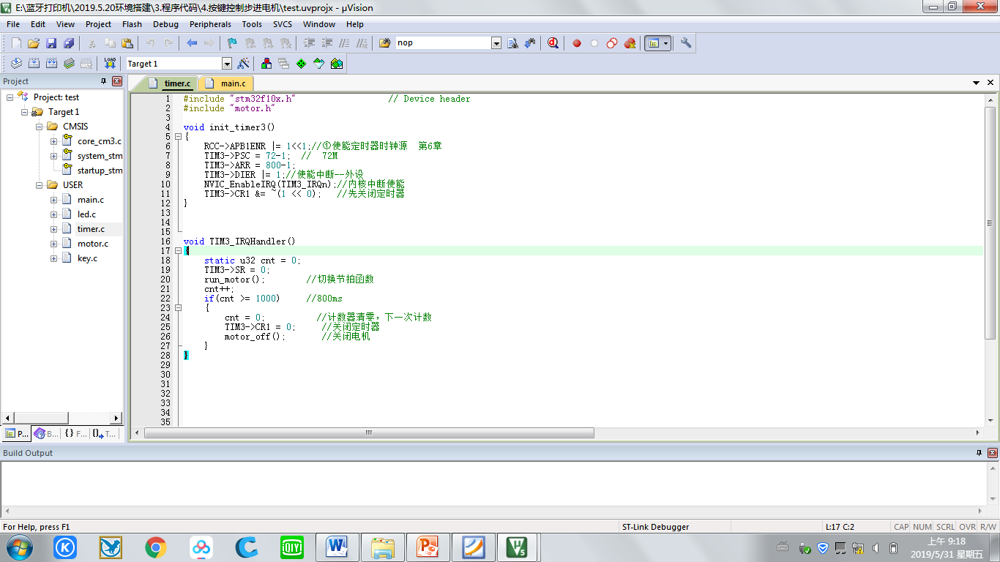 E:\蓝牙打印机\2019.5.20环境搭建\3.程序代码\4.按键控制步进电机\test.uvprojx - µVision
File Edit View Project Flash Debug Peripherals Tools SVCS Window Help
nop
LOAD Target 1
Project
timer.c main.c
Project: test
Target 1
CMSIS
core_cm3.c
system_stm
startup_stm
USER
main.c
led.c
timer.c
motor.c
key.c
P... B... {} F... T...
1 #include "stm32f10x.h" // Device header
2 #include "motor.h"
3
4 void init_timer3()
5 {
6 RCC->APB1ENR |= 1<<1;//①使能定时器时钟源 第6章
7 TIM3->PSC = 72-1; // 72M
8 TIM3->ARR = 800-1;
9 TIM3->DIER |= 1;//使能中断--外设
10 NVIC_EnableIRQ(TIM3_IRQn);//内核中断使能
11 TIM3->CR1 &= ~(1 << 0); //先关闭定时器
12 }
13
14
15
16 void TIM3_IRQHandler()
17 {
18 static u32 cnt = 0;
19 TIM3->SR = 0;
20 run_motor(); //切换节拍函数
21 cnt++;
22 if(cnt >= 1000) //800ms
23 {
24 cnt = 0; //计数器清零，下一次计数
25 TIM3->CR1 = 0; //关闭定时器
26 motor_off(); //关闭电机
27 }
28 }
29
30
31
32
33
34
35
Build Output
For Help, press F1 ST-Link Debugger L:17 C:2 CAP NUM SCRL OVR R/W
上午 9:18
2019/5/31 星期五